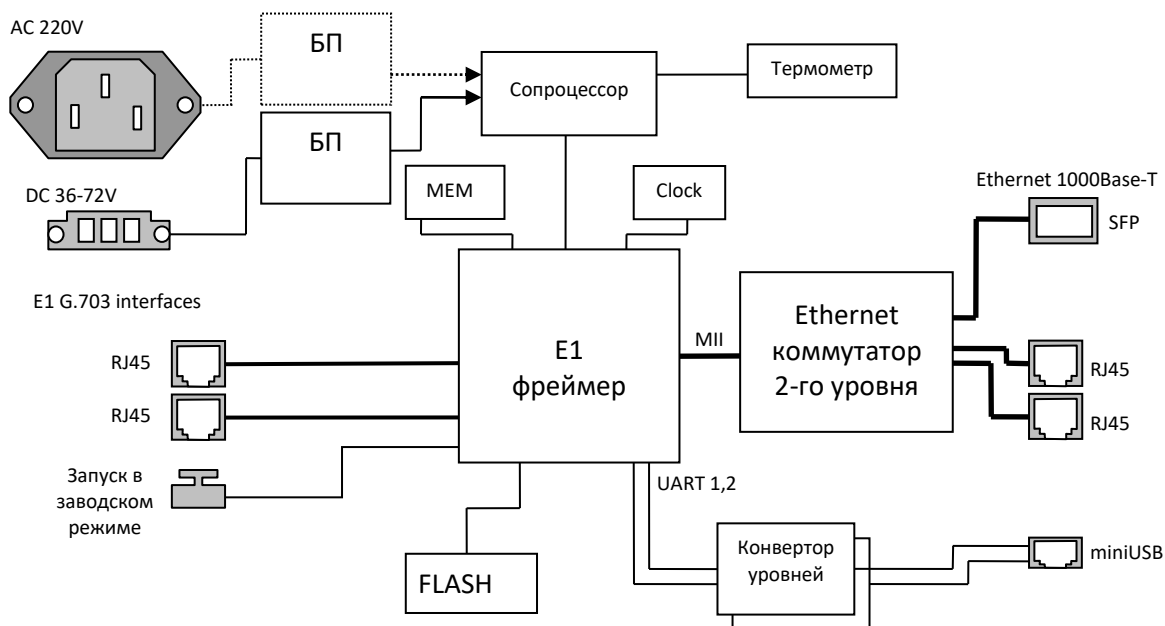 AC 220V
БП
Сопроцессор
Термометр
БП
DC 36-72V
MEM
Clock
Ethernet 1000Base-T
SFP
E1 G.703 interfaces
RJ45
RJ45
E1
фреймер
MII
Ethernet
коммутатор
2-го уровня
RJ45
RJ45
Запуск в
заводском
режиме
UART 1,2
FLASH
Конвертор
уровней
miniUSB